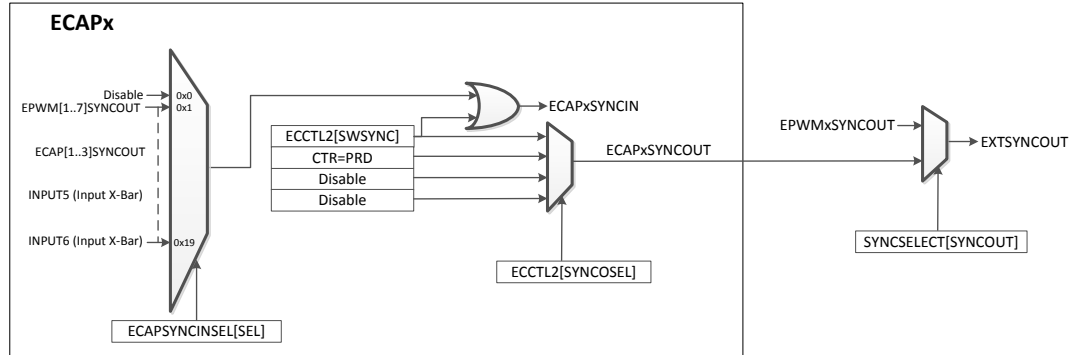 ECAPx
Disable
0x0
EPWM[1..7]SYNCOUT
0x1
ECAP[1..3]SYNCOUT
INPUT5 (Input X-Bar)
INPUT6 (Input X-Bar)
0x19
ECAPSYNCINSEL[SEL]
ECAPxSYNCIN
ECCTL2[SWSYNC]
CTR=PRD
Disable
Disable
ECAPxSYNCOUT
ECCTL2[SYNCOSEL]
EPWMxSYNCOUT
EXTSYNCOUT
SYNCSELECT[SYNCOUT]